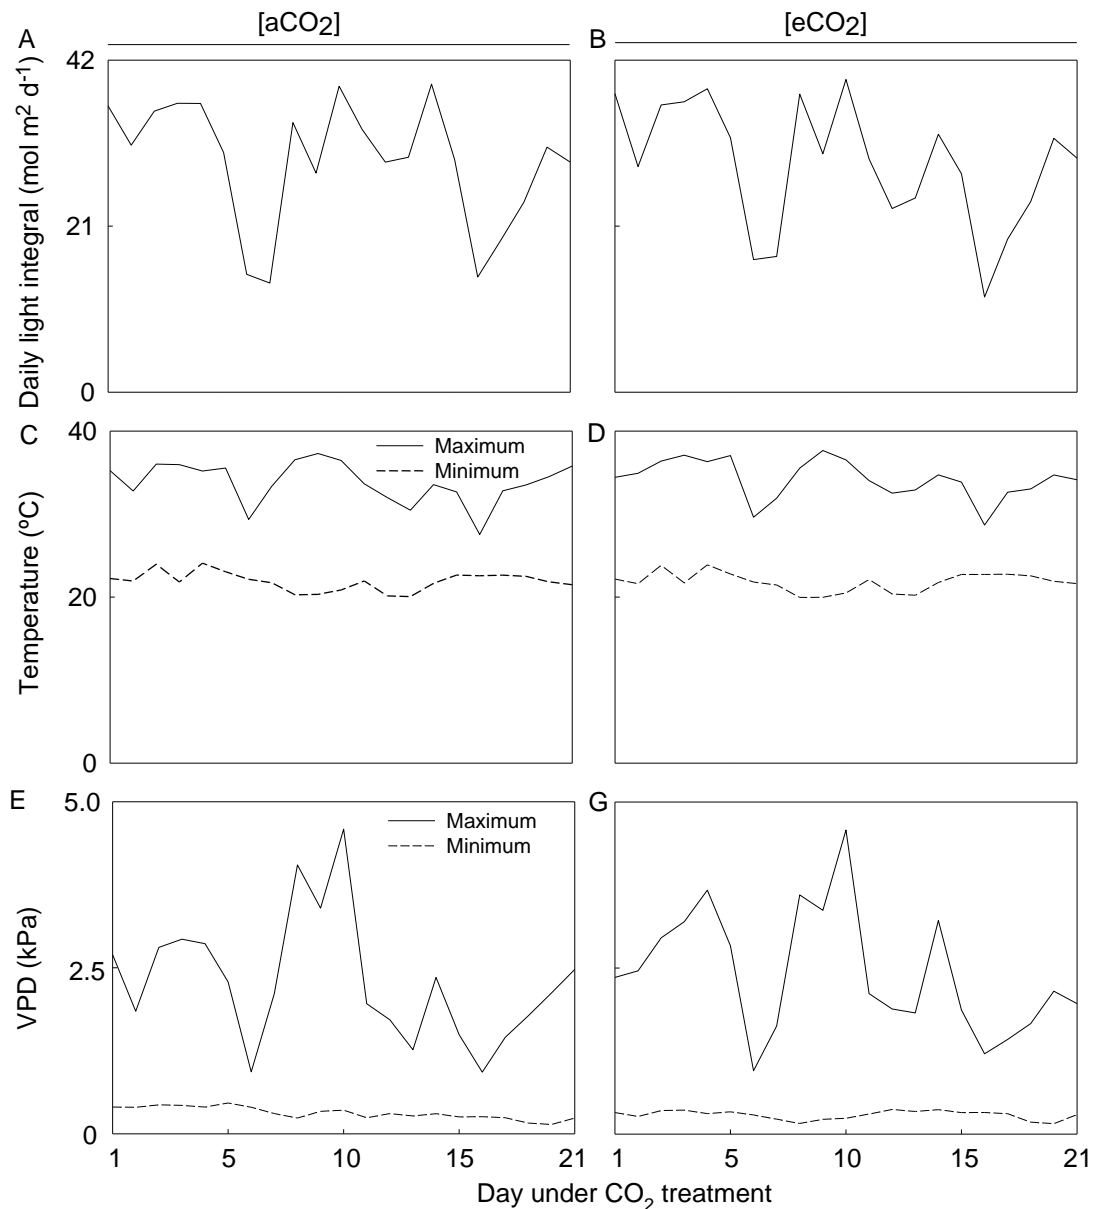 [aCO2]
[eCO2]
A
B
Daily light integral (mol m2 d-1)
42
21
0
C
D
Temperature (ºC)
40
20
0
Maximum
Minimum
E
G
VPD (kPa)
5.0
2.5
0
Maximum
Minimum
1 5 10 15 21
1 5 10 15 21
Day under CO2 treatment